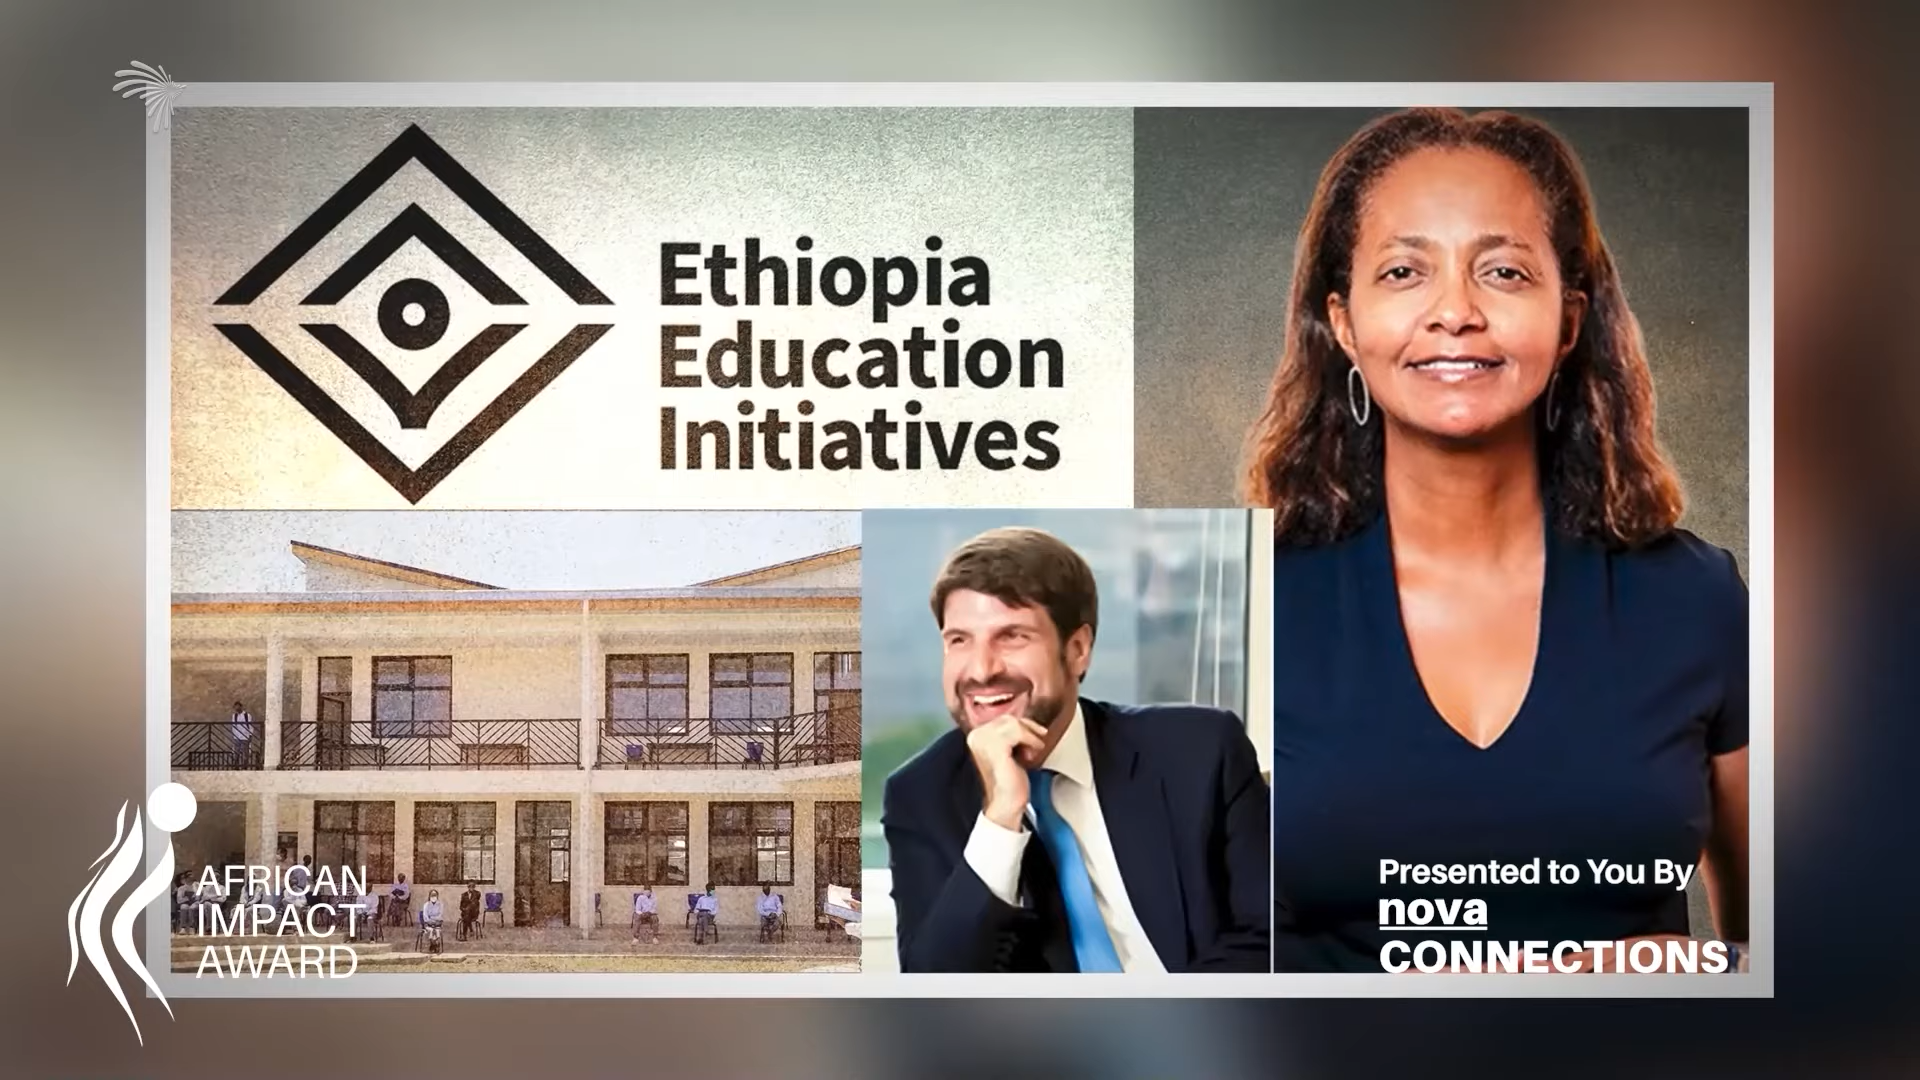 Ethiopia
Education
Initiatives
AFRICAN
IMPACT
AWARD
Presented to You By
nova
CONNECTIONS